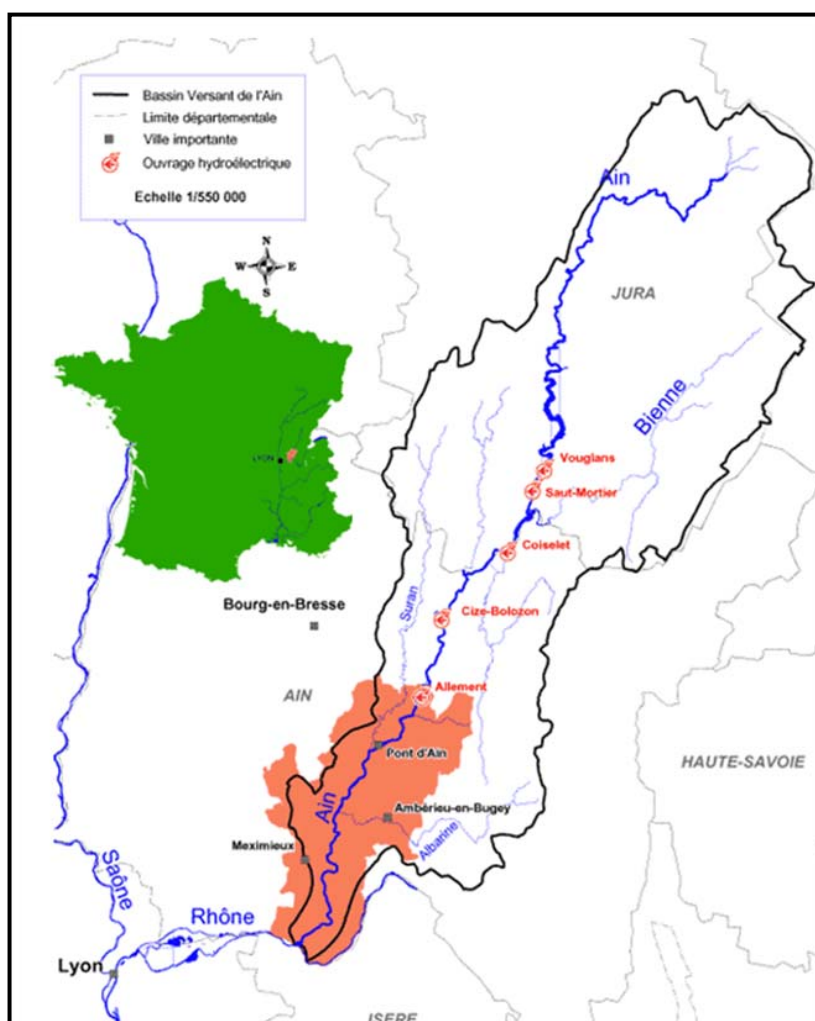 Bassin Versant de l'Ain
Limite départementale
Ville importante
Ouvrage hydroélectrique
Echelle 1/550 000
N
W E
S
Ain
JURA
Bienne
LYON
Vouglans
Saut-Mortier
Coiselet
Suran
Cize-Bolozon
Bourg-en-Bresse
Allement
AIN
Pont d'Ain
HAUTE-SAVOIE
Ain
Ambérieu-en-Bugey
Albarine
Meximieux
Saône
Rhône
Lyon
ISERE